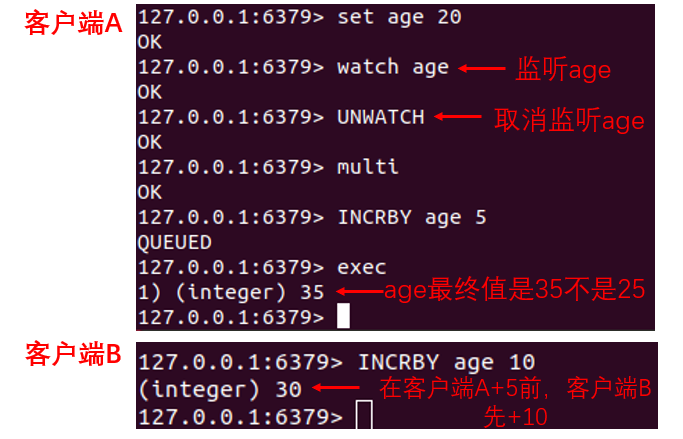 客户端A
127.0.0.1:6379> set age 20
OK
127.0.0.1:6379> watch age 监听age
OK
127.0.0.1:6379> UNWATCH 取消监听age
OK
127.0.0.1:6379> multi
OK
127.0.0.1:6379> INCRBY age 5
QUEUED
127.0.0.1:6379> exec
1) (integer) 35 age最终值是35不是25
127.0.0.1:6379>
客户端B
127.0.0.1:6379> INCRBY age 10
(integer) 30 在客户端A+5前，客户端B
127.0.0.1:6379> 先+10